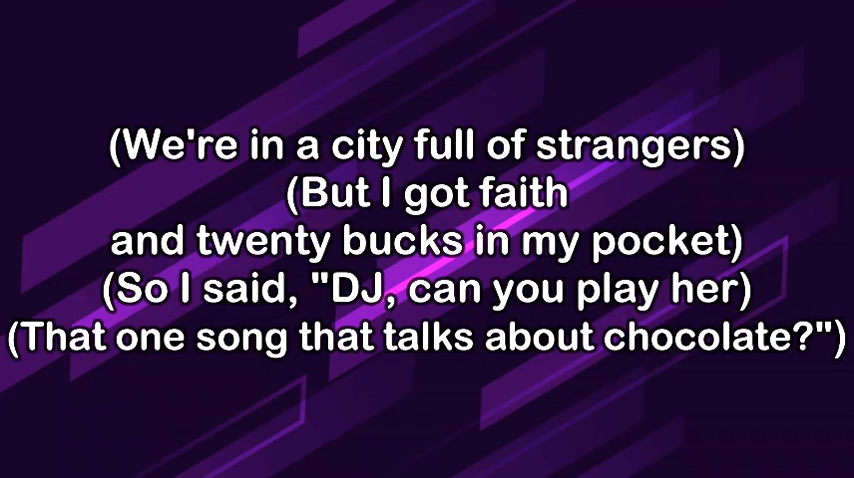 (We're in a city full of strangers)
(But I got faith
and twenty bucks in my pocket)
(So I said, "DJ, can you play her)
(That one song that talks about chocolate?")